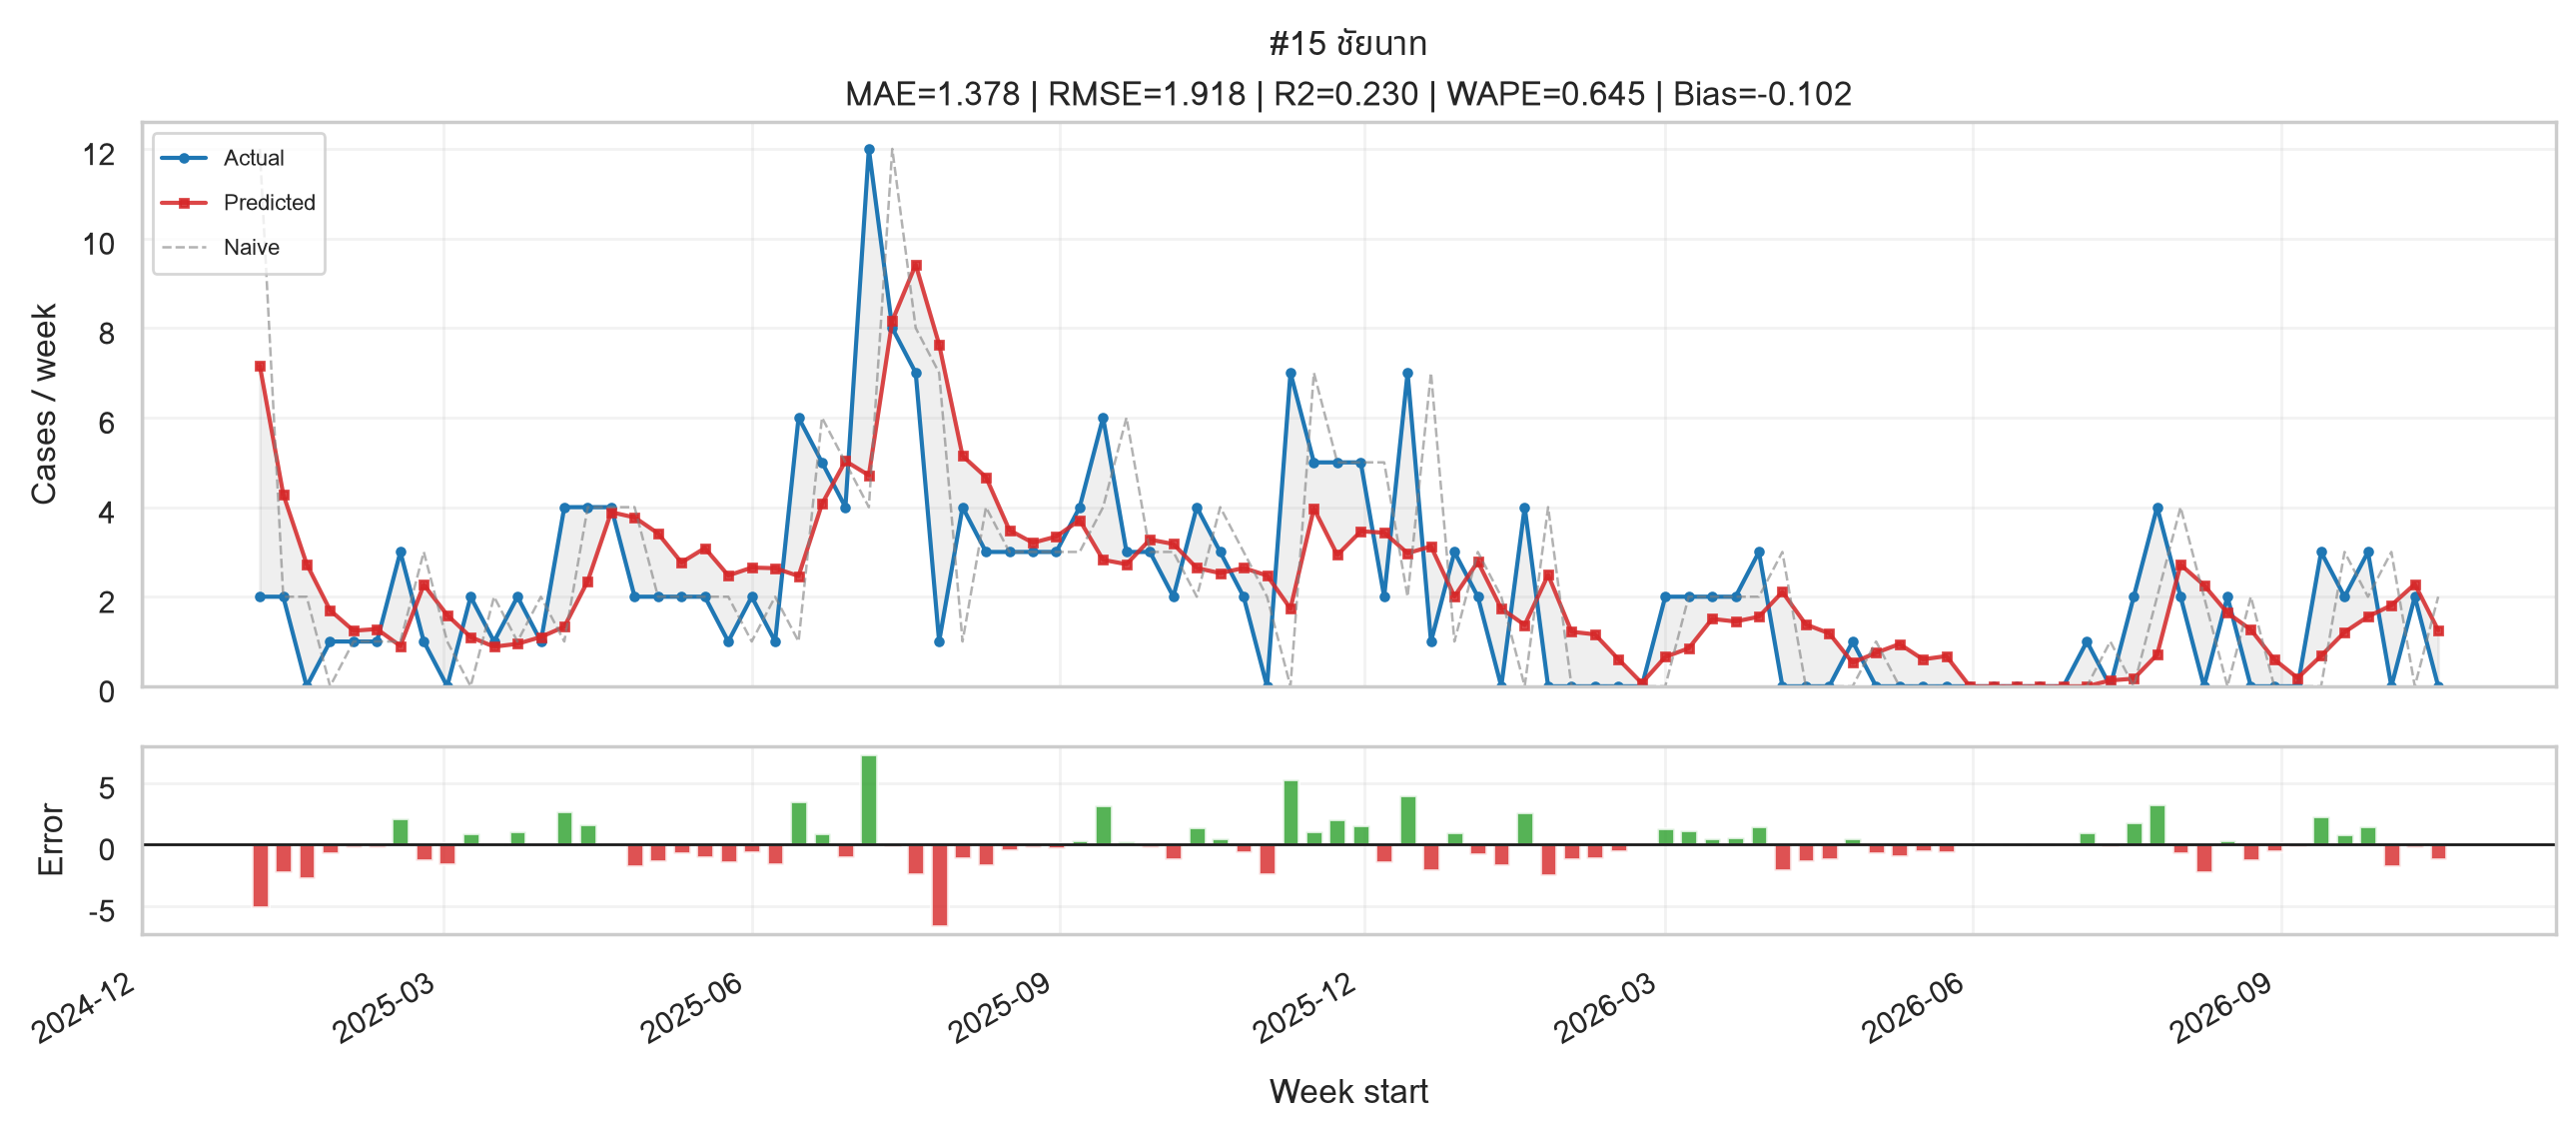 #15 ชัยนาท
MAE=1.378 | RMSE=1.918 | R2=0.230 | WAPE=0.645 | Bias=-0.102
Cases / week
12
10
8
6
4
2
0
Actual
Predicted
Naive
Error
5
0
-5
2024-12
2025-03
2025-06
2025-09
2025-12
2026-03
2026-06
2026-09
Week start